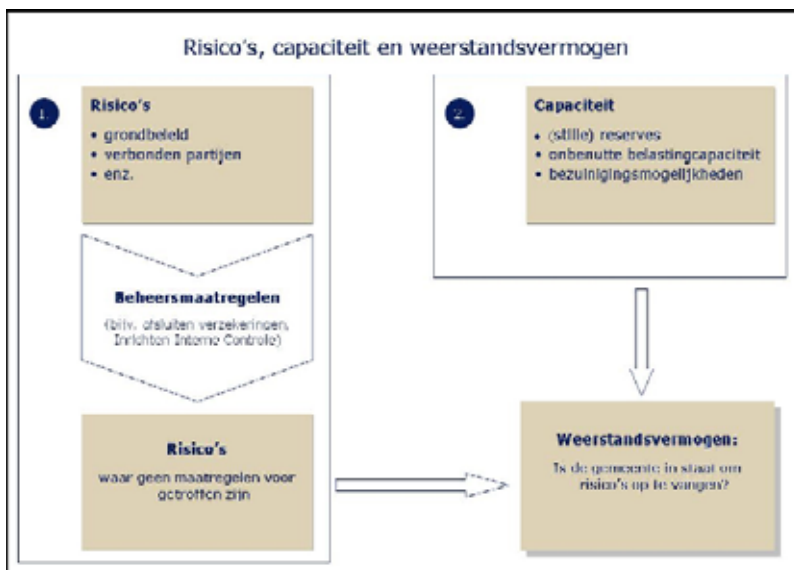 Risico's, capaciteit en weerstandsvermogen
1.
Risico's
• grondbeleid
• verbonden partijen
• enz.
Beheersmaatregelen
(bijv. afsluiten verzekeringen,
Inrichten Interne Controle)
Risico's
waar geen maatregelen voor
getroffen zijn
2.
Capaciteit
• (stille) reserves
• onbenutte belastingcapaciteit
• bezuinigingsmogelijkheden
Weerstandsvermogen:
Is de gemeente in staat om
risico's op te vangen?